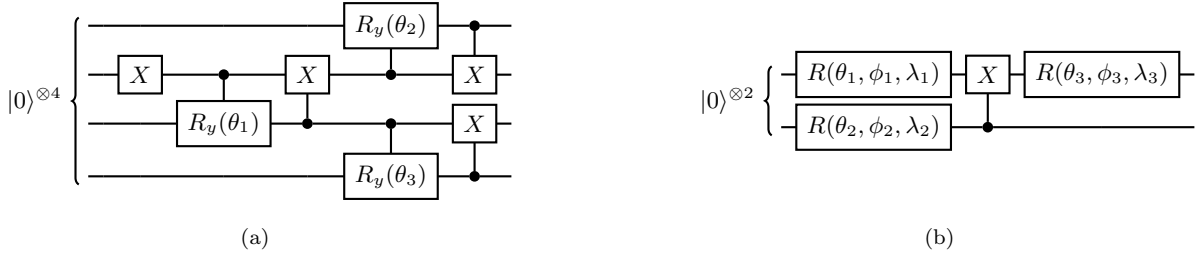 R_y(θ_2)
|0⟩^{⊗4}
X
X
X
R_y(θ_1)
X
R_y(θ_3)
(a)
|0⟩^{⊗2}
R(θ_1, ϕ_1, λ_1)
X
R(θ_3, ϕ_3, λ_3)
R(θ_2, ϕ_2, λ_2)
(b)